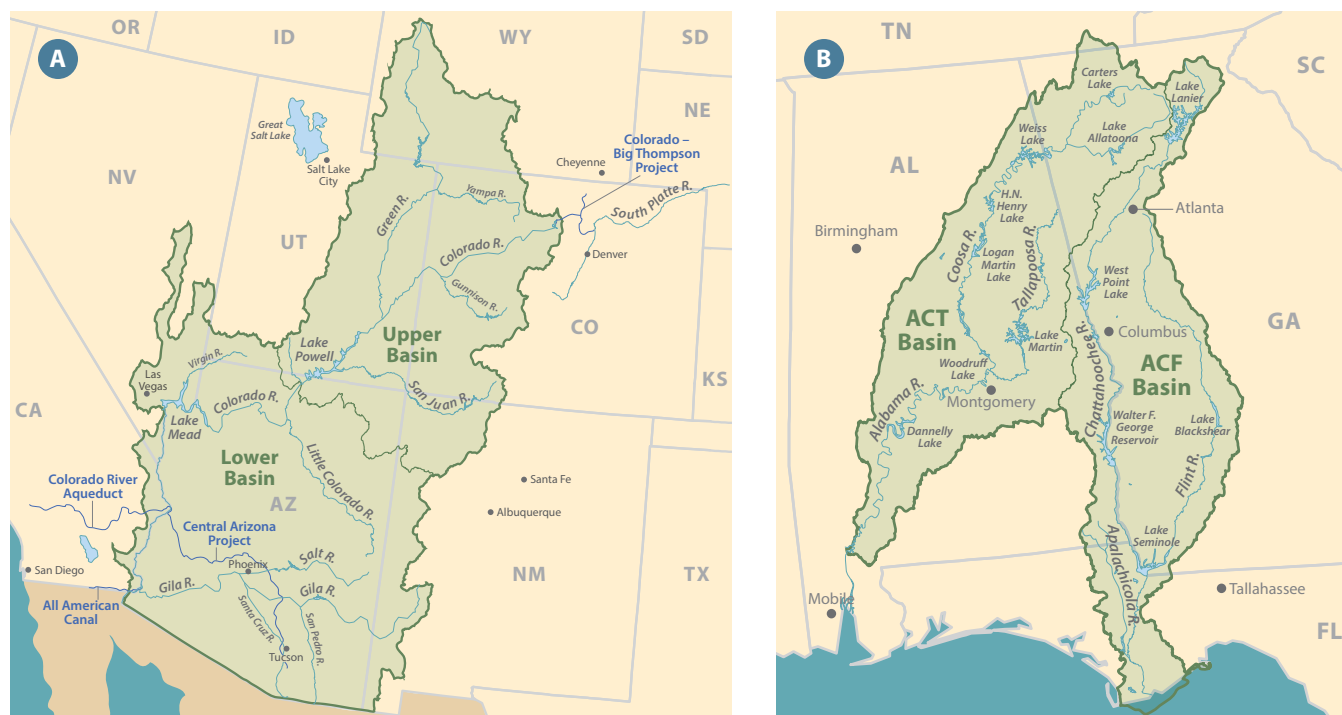 A
OR
ID
WY
SD
NE
NV
UT
CO
KS
CA
AZ
NM
TX
Great
Salt Lake
Salt Lake
City
Cheyenne
Colorado –
Big Thompson
Project
South Platte R.
Denver
Yampa R.
Green R.
Colorado R.
Gunnison R.
Upper
Basin
Lake
Powell
San Juan R.
Virgin R.
Las
Vegas
Lake
Mead
Colorado R.
Little Colorado R.
Lower
Basin
Colorado River
Aqueduct
Central Arizona
Project
Santa Fe
Albuquerque
San Diego
Phoenix
Salt R.
Gila R.
Gila R.
All American
Canal
Santa Cruz R.
San Pedro R.
Tucson
B
TN
SC
AL
GA
FL
Carters
Lake
Lake
Lanier
Weiss
Lake
Lake
Allatoona
H.N.
Henry
Lake
Atlanta
Birmingham
Coosa R.
Logan
Martin
Lake
Tallapoosa R.
West
Point
Lake
ACT
Basin
Columbus
Lake
Martin
Chattahoochee R.
ACF
Basin
Woodruff
Lake
Montgomery
Alabama R.
Dannelly
Lake
Walter F.
George
Reservoir
Lake
Blackshear
Flint R.
Lake
Seminole
Apalachicola R.
Mobile
Tallahassee